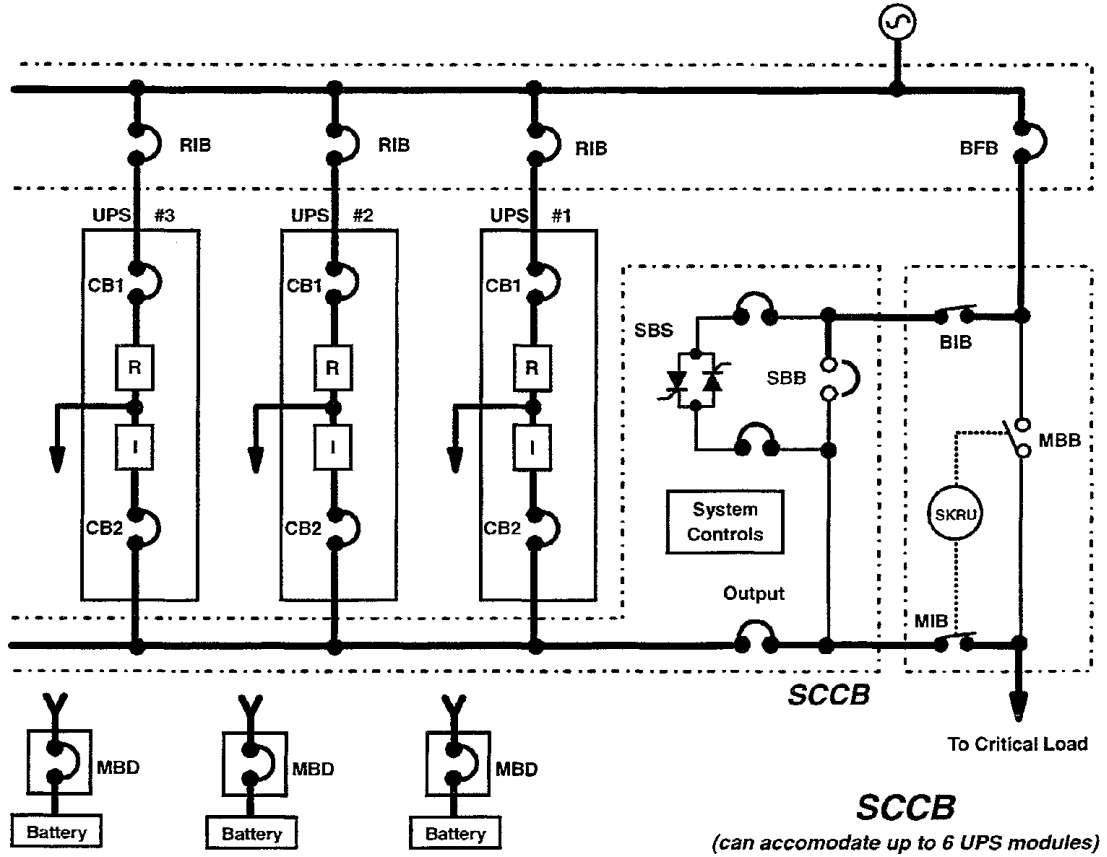 RIB
RIB
RIB
BFB
UPS #3
UPS #2
UPS #1
CB1
CB1
CB1
SBS
BIB
R
R
R
SBB
I
I
I
MBB
SKRU
System
Controls
CB2
CB2
CB2
Output
MIB
SCCB
To Critical Load
MBD
MBD
MBD
Battery
Battery
Battery
SCCB
(can accomodate up to 6 UPS modules)